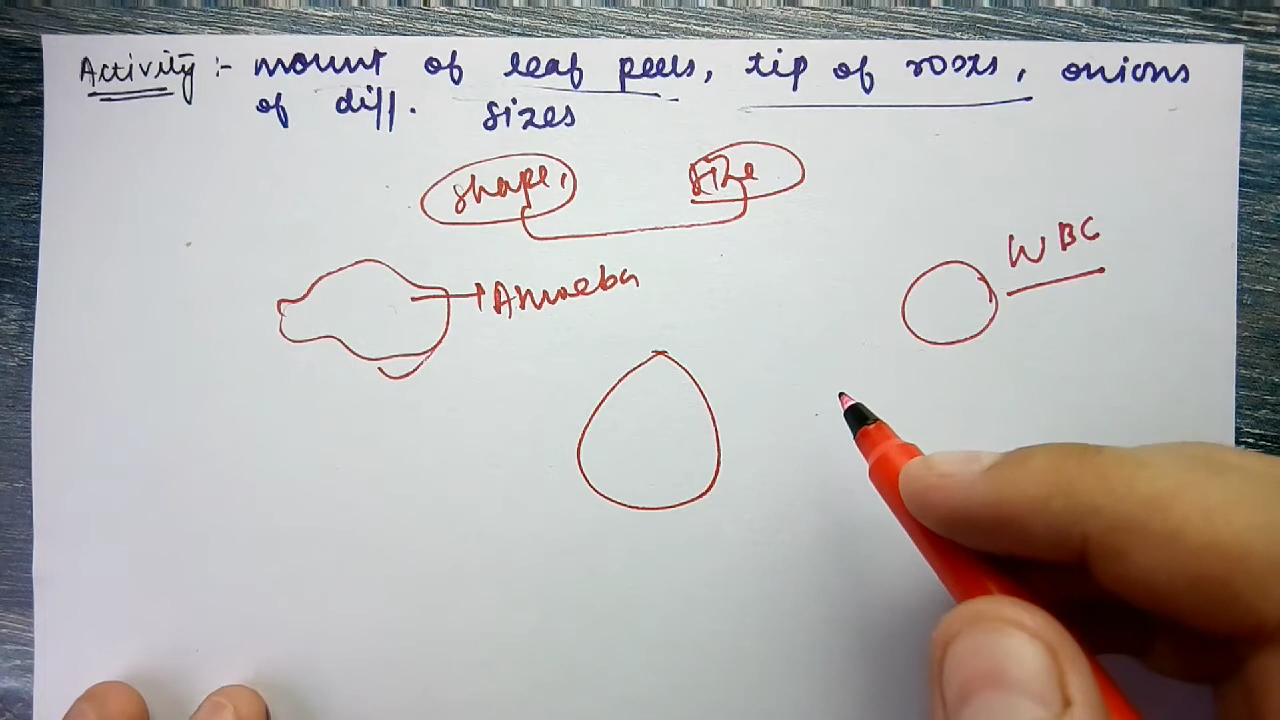 Activity :- mount of leaf peels, tip of roots, onions
of diff. sizes
shape, size
Amoeba
WBC